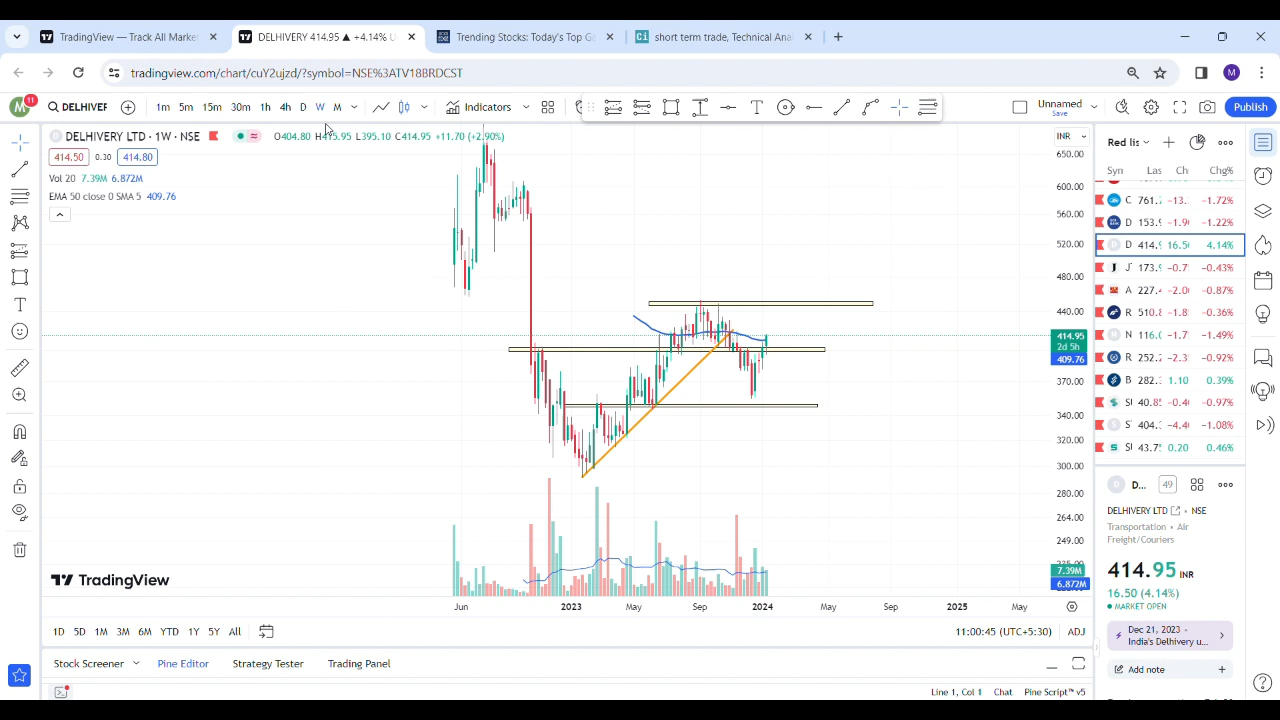 TradingView — Track All Marke
DELHIVERY 414.95 ▲ +4.14% U
Trending Stocks: Today's Top G
short term trade, Technical Anal
tradingview.com/chart/cuY2ujzd/?symbol=NSE%3ATV18BRDCST
M
M 11
DELHIVER
1m 5m 15m 30m 1h 4h D W M
Indicators
Unnamed
Save
Publish
DELHIVERY LTD · 1W · NSE
O404.80 H415.95 L395.10 C414.95 +11.70 (+2.90%)
414.50 0.30 414.80
Vol 20 7.39M 6.872M
EMA 50 close 0 SMA 5 409.76
INR
650.00
600.00
560.00
520.00
480.00
440.00
414.95
2d 5h
409.76
370.00
340.00
320.00
300.00
280.00
264.00
249.00
7.39M
6.872M
TradingView
Jun 2023 May Sep 2024 May Sep 2025 May
1D 5D 1M 3M 6M YTD 1Y 5Y All
11:00:45 (UTC+5:30) ADJ
Stock Screener Pine Editor Strategy Tester Trading Panel
Line 1, Col 1 Chat Pine Script™ v5
Red lis
Syn Las Ch Chg%
C 761. -13. -1.72%
D 153. -1.9 -1.22%
D 414. 16.5 4.14%
J 173. -0.7 -0.43%
A 227. -2.0 -0.87%
R 510. -1.8 -0.36%
N 116. -1.7 -1.49%
R 252. -2.3 -0.92%
B 282. 1.10 0.39%
SI 40.8 -0.4 -0.97%
S 404. -4.4 -1.08%
SI 43.7 0.20 0.46%
D... 49
DELHIVERY LTD · NSE
Transportation · Air
Freight/Couriers
414.95 INR
16.50 (4.14%)
MARKET OPEN
Dec 21, 2023 -
India's Delhivery u...
Add note